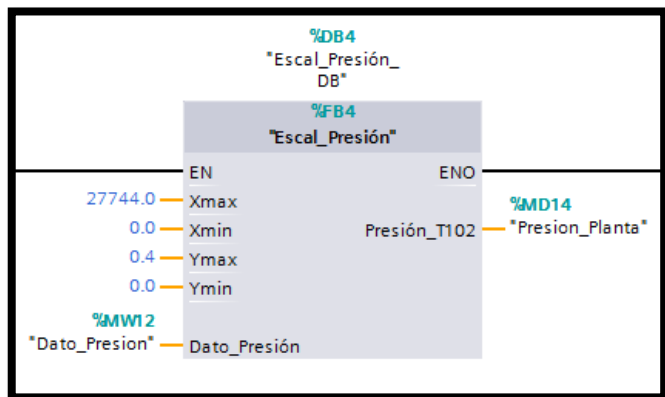 %DB4
"Escal_Presión_
DB"
%FB4
"Escal_Presión"
EN ENO
27744.0 Xmax
0.0 Xmin
0.4 Ymax
0.0 Ymin
Presión_T102
%MD14
"Presion_Planta"
%MW12
"Dato_Presion" Dato_Presión